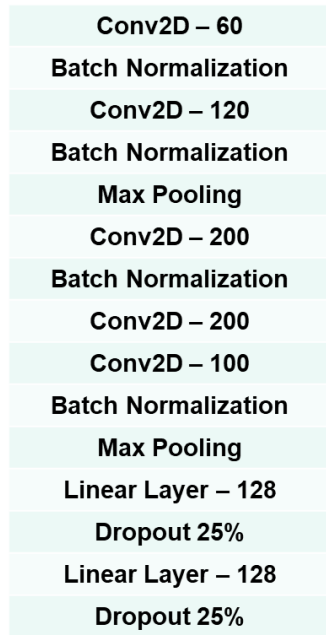 Conv2D – 60
Batch Normalization
Conv2D – 120
Batch Normalization
Max Pooling
Conv2D – 200
Batch Normalization
Conv2D – 200
Conv2D – 100
Batch Normalization
Max Pooling
Linear Layer – 128
Dropout 25%
Linear Layer – 128
Dropout 25%